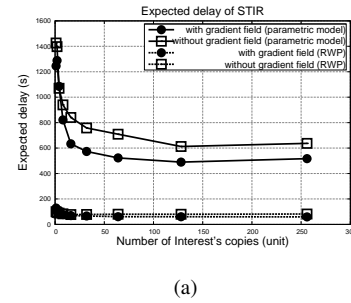 Expected delay of STIR
with gradient field (parametric model)
without gradient field (parametric model)
with gradient field (RWP)
without gradient field (RWP)
Expected delay (s)
1600
1400
1200
1000
800
600
400
200
0
0 50 100 150 200 250 300
Number of Interest's copies (unit)
(a)